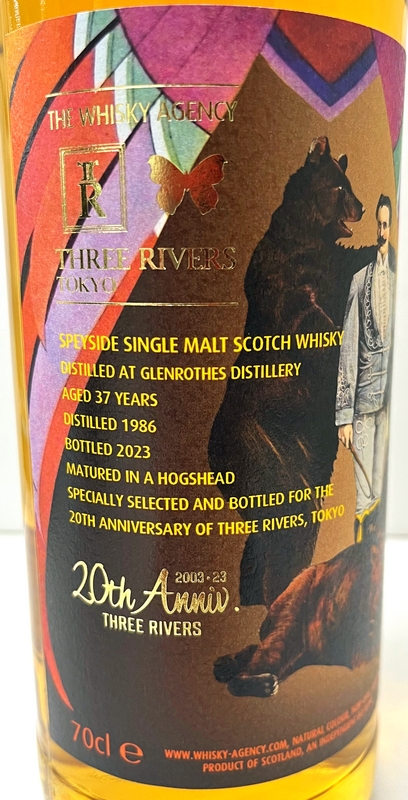 THE WHISKY AGENCY
TR
THREE RIVERS
TOKYO
SPEYSIDE SINGLE MALT SCOTCH WHISKY
DISTILLED AT GLENROTHES DISTILLERY
AGED 37 YEARS
DISTILLED 1986
BOTTLED 2023
MATURED IN A HOGSHEAD
SPECIALLY SELECTED AND BOTTLED FOR THE
20TH ANNIVERSARY OF THREE RIVERS, TOKYO
2003-23
20th Anniv.
THREE RIVERS
70cl e
WWW.WHISKY-AGENCY.COM, NATURAL COLOUR,
PRODUCT OF SCOTLAND, AN INDEPENDENT